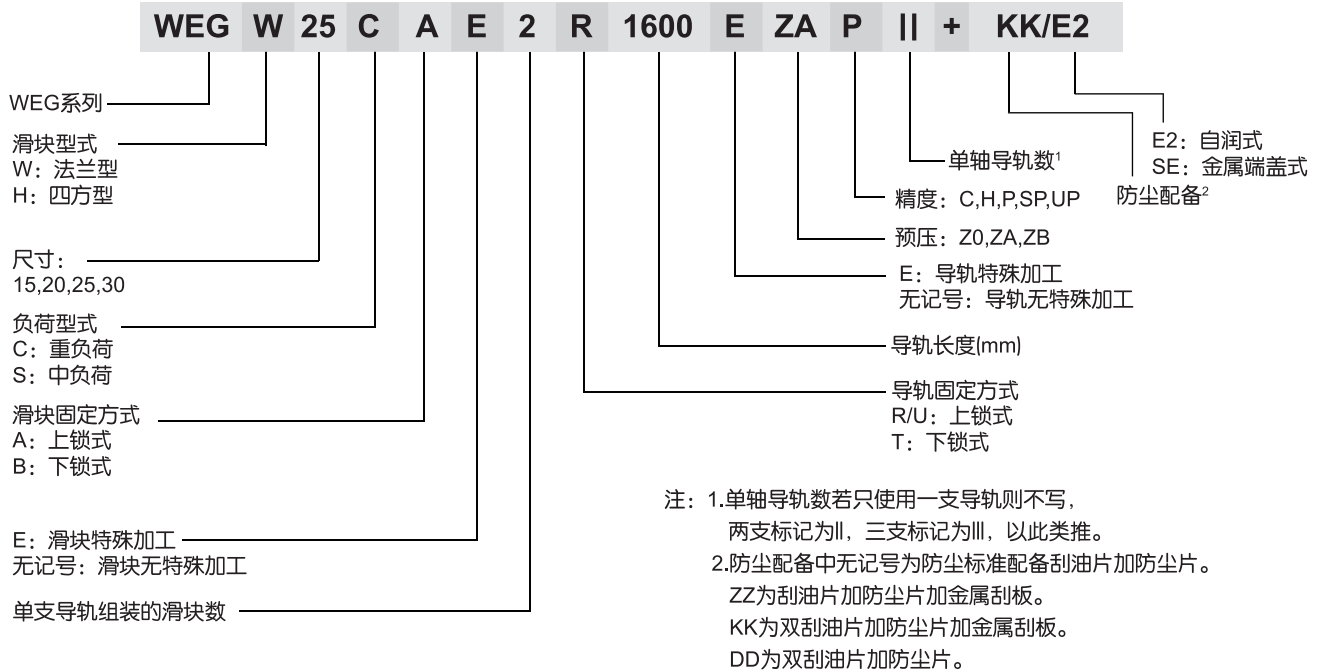 WEG W 25 C A E 2 R 1600 E ZA P II + KK/E2
WEG系列
滑块型式
W：法兰型
H：四方型
尺寸：
15,20,25,30
负荷型式
C：重负荷
S：中负荷
滑块固定方式
A：上锁式
B：下锁式
E：滑块特殊加工
无记号：滑块无特殊加工
单支导轨组装的滑块数
E2：自润式
SE：金属端盖式
防尘配备2
单轴导轨数1
精度：C,H,P,SP,UP
预压：Z0,ZA,ZB
E：导轨特殊加工
无记号：导轨无特殊加工
导轨长度(mm)
导轨固定方式
R/U：上锁式
T：下锁式
注：1.单轴导轨数若只使用一支导轨则不写，
两支标记为II，三支标记为III，以此类推。
2.防尘配备中无记号为防尘标准配备刮油片加防尘片。
ZZ为刮油片加防尘片加金属刮板。
KK为双刮油片加防尘片加金属刮板。
DD为双刮油片加防尘片。